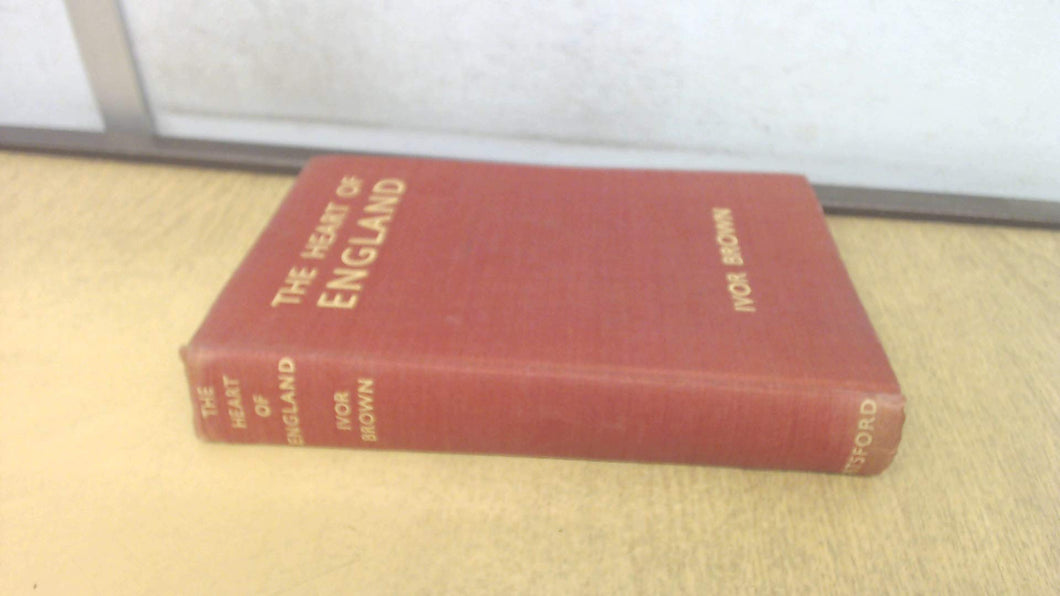 THE HEART OF
ENGLAND
IVOR BROWN
THE
HEART
OF
ENGLAND
IVOR
BROWN